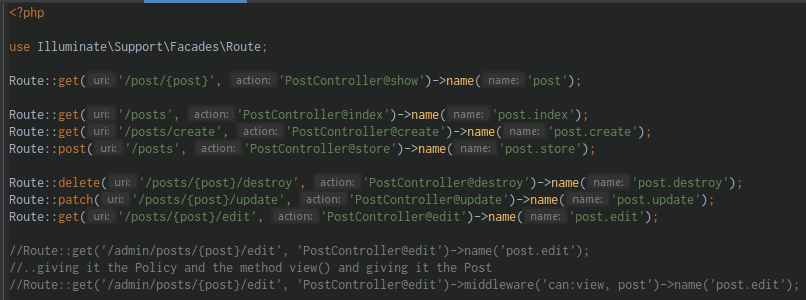 <?php
use Illuminate\Support\Facades\Route;
Route::get( uri: '/post/{post}', action: 'PostController@show')->name( name: 'post');
Route::get( uri: '/posts', action: 'PostController@index')->name( name: 'post.index');
Route::get( uri: '/posts/create', action: 'PostController@create')->name( name: 'post.create');
Route::post( uri: '/posts', action: 'PostController@store')->name( name: 'post.store');
Route::delete( uri: '/posts/{post}/destroy', action: 'PostController@destroy')->name( name: 'post.destroy');
Route::patch( uri: '/posts/{post}/update', action: 'PostController@update')->name( name: 'post.update');
Route::get( uri: '/posts/{post}/edit', action: 'PostController@edit')->name( name: 'post.edit');
//Route::get('/admin/posts/{post}/edit', 'PostController@edit')->name('post.edit');
//..giving it the Policy and the method view() and giving it the Post
//Route::get('/admin/posts/{post}/edit', 'PostController@edit')->middleware('can:view, post')->name('post.edit');